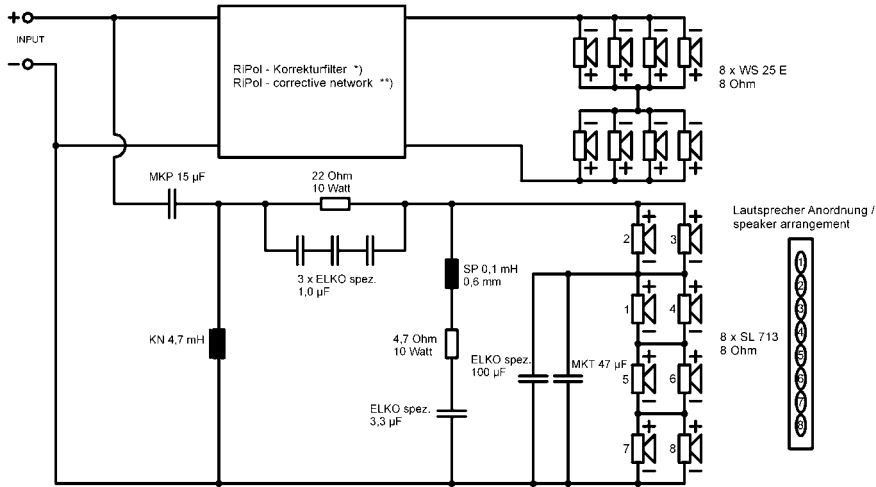 +
INPUT
−
RiPol - Korrekturfilter *)
RiPol - corrective network **)
− − − −
+ + + +
8 x WS 25 E
8 Ohm
− − − −
+ + + +
MKP 15 µF
22 Ohm
10 Watt
3 x ELKO spez.
1,0 µF
KN 4,7 mH
SP 0,1 mH
0,6 mm
4,7 Ohm
10 Watt
ELKO spez.
3,3 µF
ELKO spez.
100 µF
MKT 47 µF
+ +
2 3
− −
+ +
1 4
− −
+ +
5 6
− −
+ +
7 8
− −
8 x SL 713
8 Ohm
Lautsprecher Anordnung /
speaker arrangement
1
2
3
4
5
6
7
8